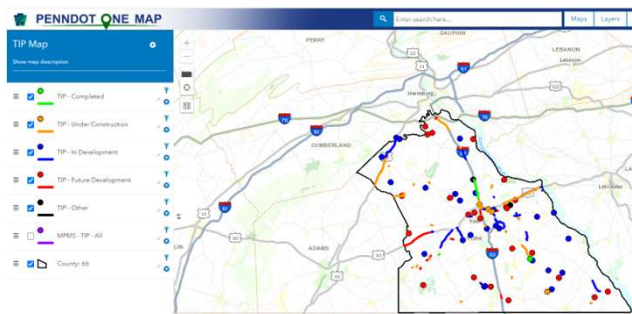 PENNDOT ONE MAP
Enter search here...
Maps
Layers
TIP Map
Show map description
TIP - Completed
TIP - Under Construction
TIP - In Development
TIP - Future Development
TIP - Other
MPMS - TIP - All
County: 66
PERRY
DAUPHIN
LEBANON
Lebanon
Harrisburg
CUMBERLAND
ADAMS
Lancaster